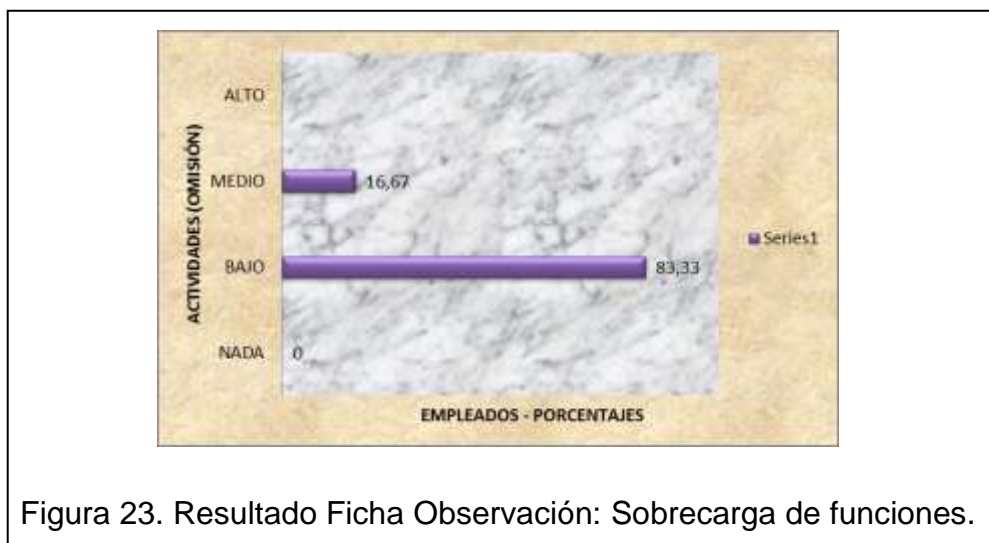 ACTIVIDADES (OMISIÓN)
ALTO
MEDIO
16,67
BAJO
83,33
NADA
0
Series1
EMPLEADOS - PORCENTAJES
Figura 23. Resultado Ficha Observación: Sobrecarga de funciones.